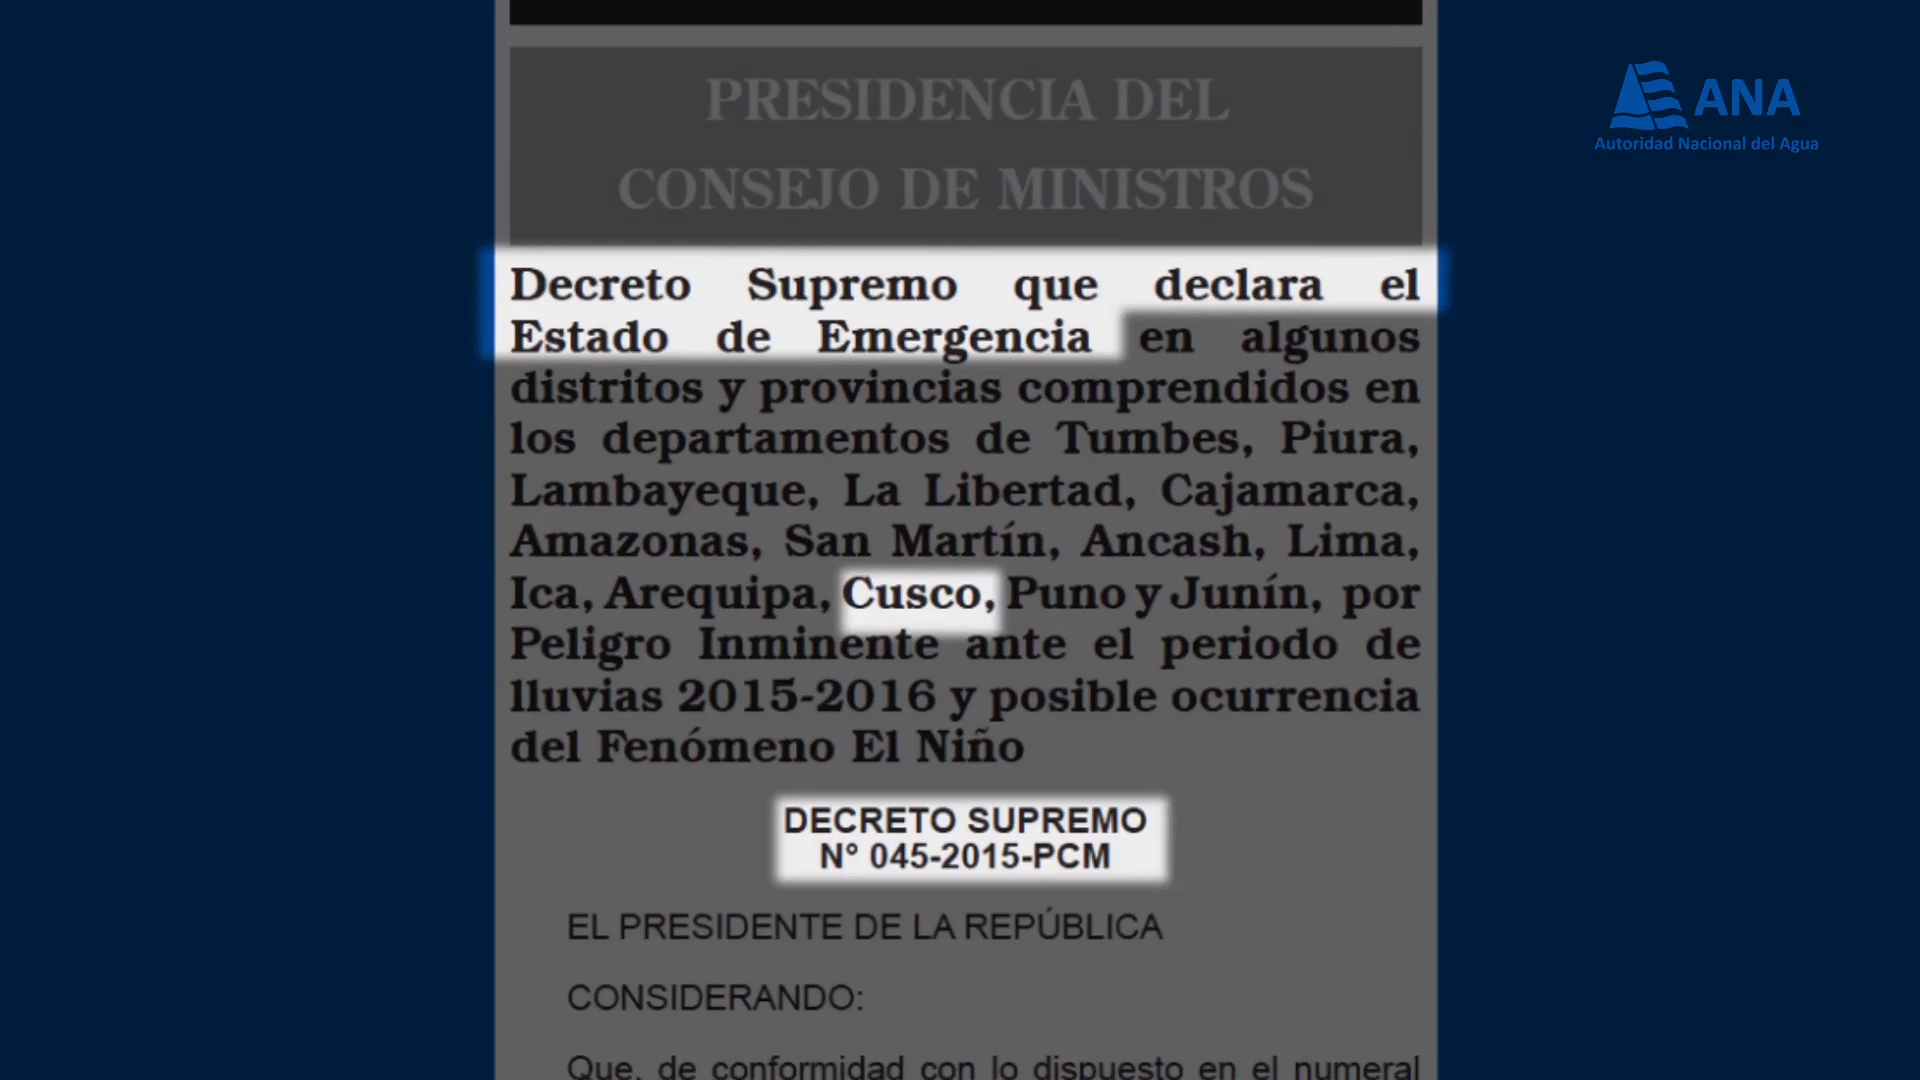 PRESIDENCIA DEL
CONSEJO DE MINISTROS
ANA
Autoridad Nacional del Agua
Decreto Supremo que declara el
Estado de Emergencia en algunos
distritos y provincias comprendidos en
los departamentos de Tumbes, Piura,
Lambayeque, La Libertad, Cajamarca,
Amazonas, San Martín, Ancash, Lima,
Ica, Arequipa, Cusco, Puno y Junín, por
Peligro Inminente ante el periodo de
lluvias 2015-2016 y posible ocurrencia
del Fenómeno El Niño
DECRETO SUPREMO
N° 045-2015-PCM
EL PRESIDENTE DE LA REPÚBLICA
CONSIDERANDO:
Que, de conformidad con lo dispuesto en el numeral